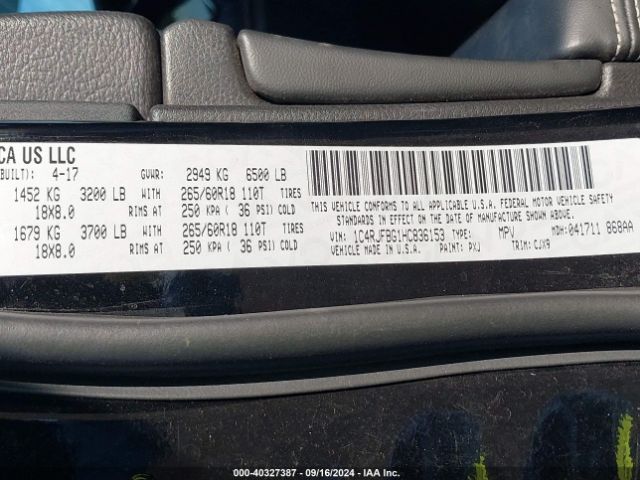 CA US LLC
BUILT): 4-17 GVWR: 2949 KG 6500 LB
1452 KG 3200 LB WITH 265/60R18 110T TIRES
18X8.0 RIMS AT 250 KPA ( 36 PSI) COLD
1679 KG 3700 LB WITH 265/60R18 110T TIRES
18X8.0 RIMS AT 250 KPA ( 36 PSI) COLD
THIS VEHICLE CONFORMS TO ALL APPLICABLE U.S.A. FEDERAL MOTOR VEHICLE SAFETY
STANDARDS IN EFFECT ON THE DATE OF MANUFACTURE SHOWN ABOVE.
VIN: 1C4RJFBG1HC836153 TYPE: MPV MDH: 041711 868AA
VEHICLE MADE IN U.S.A. PAINT: PXJ TRIM: CJX9
000-40327387 - 09/16/2024 - IAA Inc.